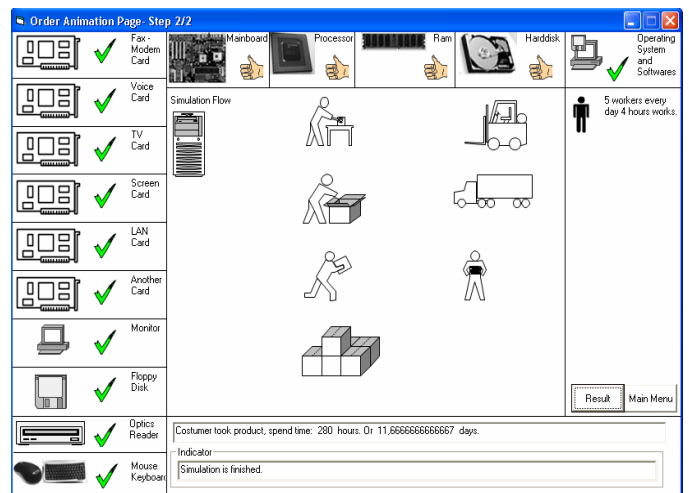 Order Animation Page- Step 2/2
Fax -
Modem
Card
Mainboard
Processor
Ram
Harddisk
Operating
System
and
Softwares
Voice
Card
Simulation Flow
5 workers every
day 4 hours works.
TV
Card
Screen
Card
LAN
Card
Another
Card
Monitor
Floppy
Disk
Result
Main Menu
Optics
Reader
Costumer took product, spend time: 280 hours. Or 11,6666666666667 days.
Indicator
Simulation is finished.
Mouse
Keyboard